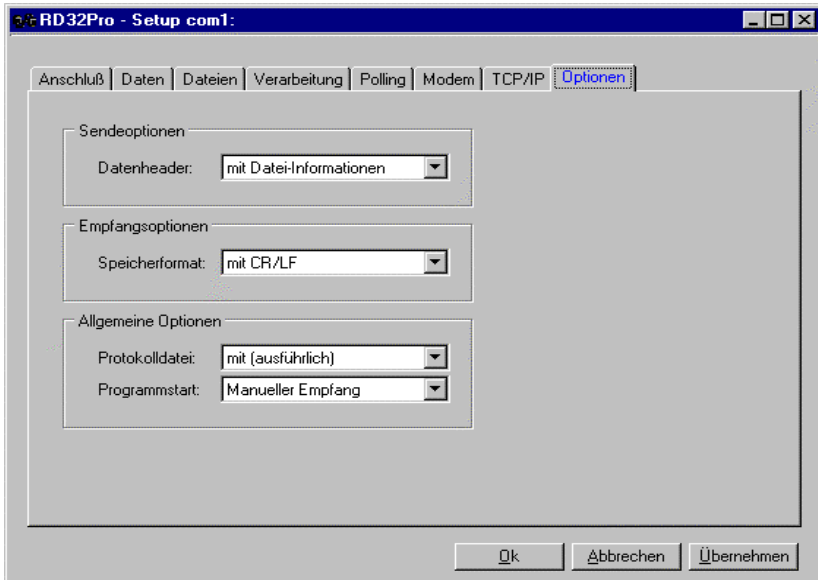 RD32Pro - Setup com1:
Anschluß Daten Dateien Verarbeitung Polling Modem TCP/IP Optionen
Sendeoptionen
Datenheader: mit Datei-Informationen
Empfangsoptionen
Speicherformat: mit CR/LF
Allgemeine Optionen
Protokolldatei: mit (ausführlich)
Programmstart: Manueller Empfang
Ok Abbrechen Übernehmen